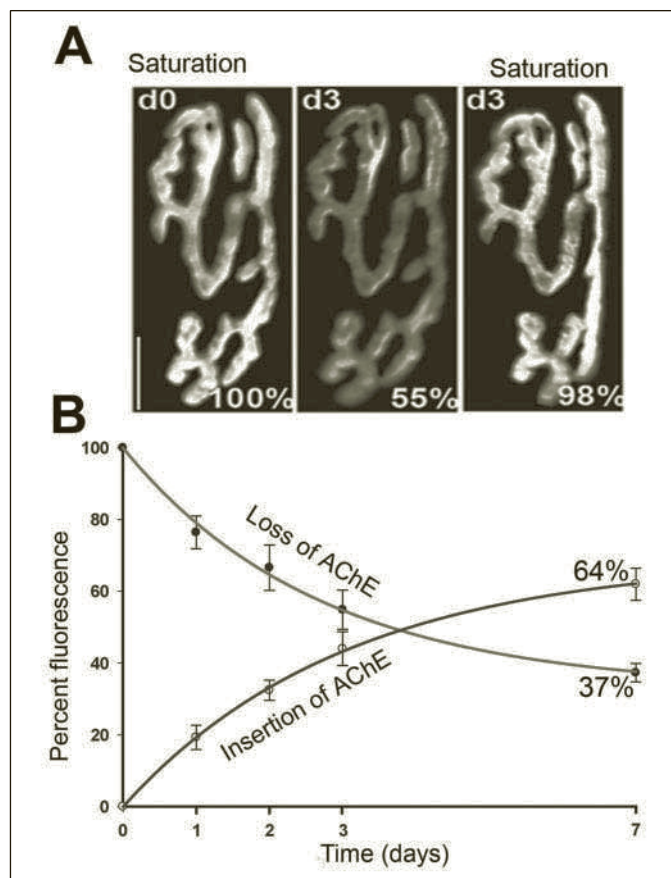 A
Saturation
Saturation
d0
d3
d3
100%
55%
98%
B
100
80
60
40
20
0
Percent fluorescence
Loss of AChE
Insertion of AChE
64%
37%
0
1
2
3
7
Time (days)